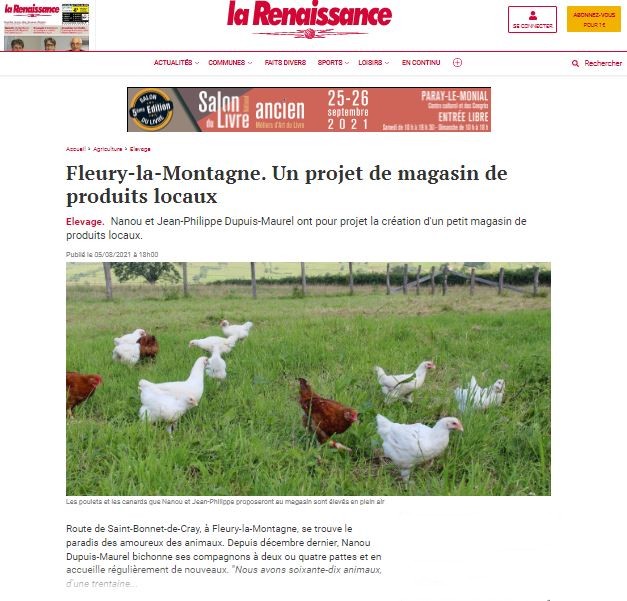 la Renaissance
la Renaissance
SE CONNECTER
ABONNEZ-VOUS
POUR 1€
ACTUALITÉS COMMUNES FAITS DIVERS SPORTS LOISIRS EN CONTINU
Rechercher
5ème Edition
SALON DU LIVRE
Salon
du Livre
ancien
Métiers d'Art du Livre
25-26
septembre
2021
PARAY-LE-MONIAL
Centre culturel et des Congrès
ENTRÉE LIBRE
Samedi de 10 h à 18 h 30 - Dimanche de 10 h à 18 h
Accueil > Agriculture > Elevage
Fleury-la-Montagne. Un projet de magasin de
produits locaux
Elevage. Nanou et Jean-Philippe Dupuis-Maurel ont pour projet la création d'un petit magasin de
produits locaux.
Publié le 05/08/2021 à 18h00
Les poulets et les canards que Nanou et Jean-Philippe proposeront au magasin sont élevés en plein air
Route de Saint-Bonnet-de-Cray, à Fleury-la-Montagne, se trouve le
paradis des amoureux des animaux. Depuis décembre dernier, Nanou
Dupuis-Maurel bichonne ses compagnons à deux ou quatre pattes et en
accueille régulièrement de nouveaux. "Nous avons soixante-dix animaux,
d'une trentaine...